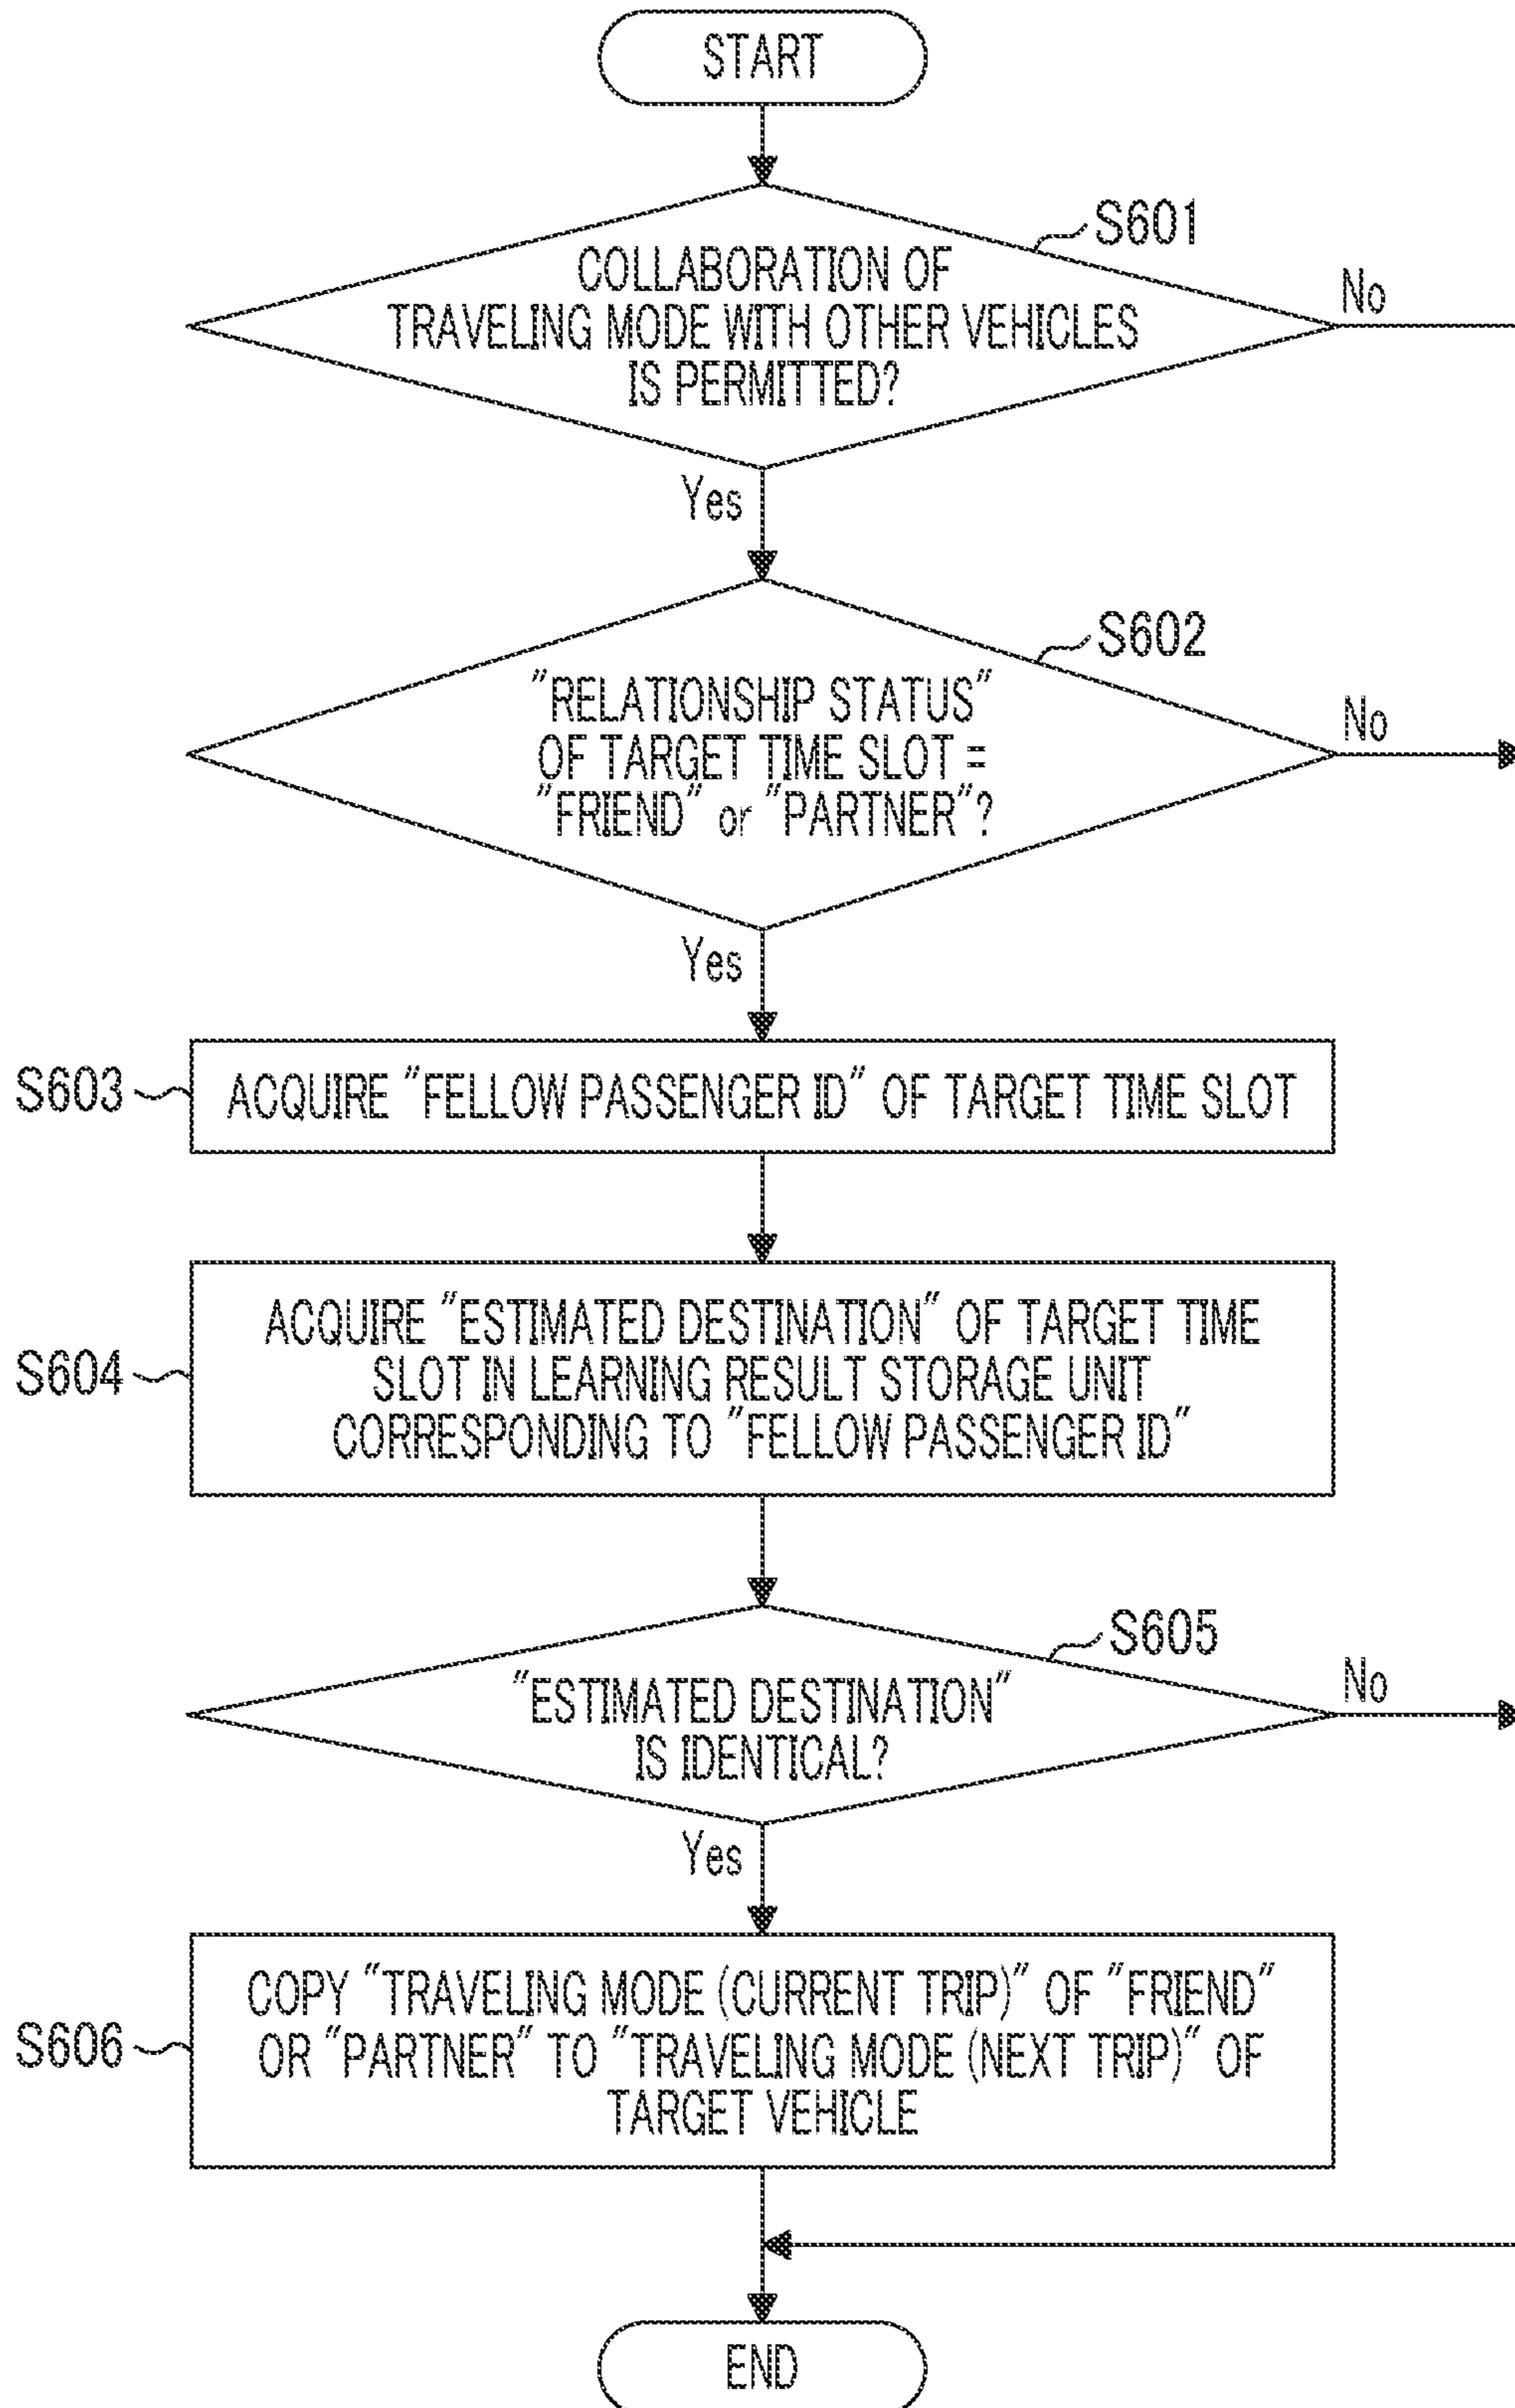 START
S601
COLLABORATION OF
TRAVELING MODE WITH OTHER VEHICLES
IS PERMITTED?
No
Yes
S602
"RELATIONSHIP STATUS"
OF TARGET TIME SLOT =
"FRIEND" or "PARTNER"?
No
Yes
S603
ACQUIRE "FELLOW PASSENGER ID" OF TARGET TIME SLOT
S604
ACQUIRE "ESTIMATED DESTINATION" OF TARGET TIME
SLOT IN LEARNING RESULT STORAGE UNIT
CORRESPONDING TO "FELLOW PASSENGER ID"
S605
"ESTIMATED DESTINATION"
IS IDENTICAL?
No
Yes
S606
COPY "TRAVELING MODE (CURRENT TRIP)" OF "FRIEND"
OR "PARTNER" TO "TRAVELING MODE (NEXT TRIP)" OF
TARGET VEHICLE
END